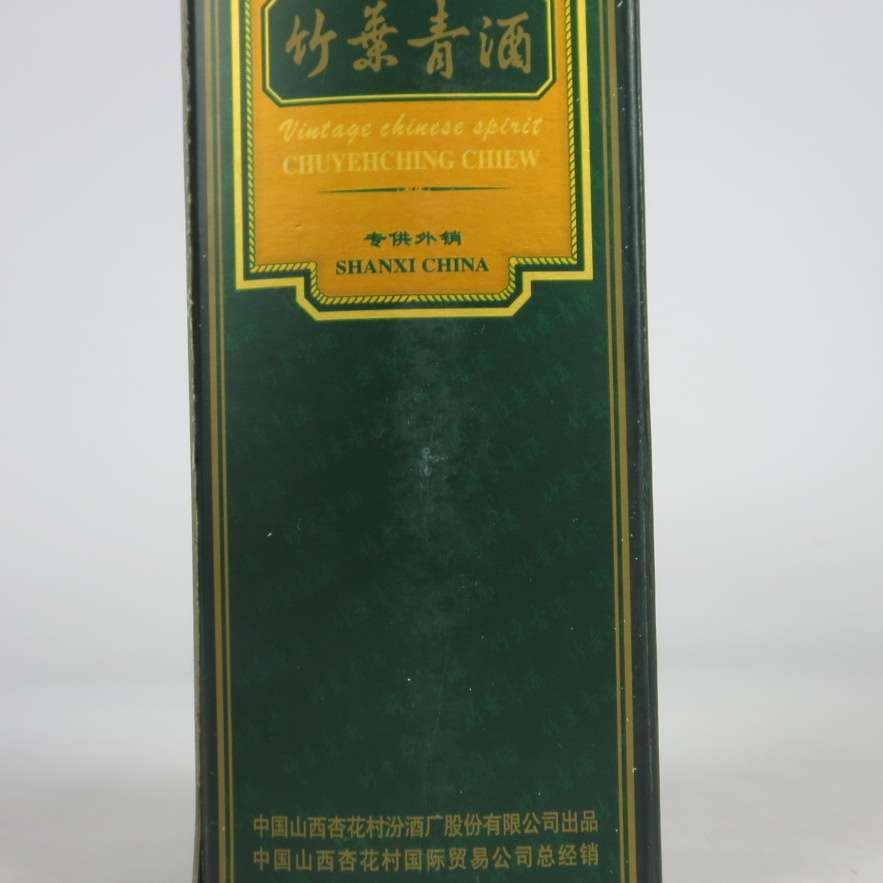 竹葉青酒
Vintage chinese spirit
CHUYEHCHING CHIEW
专供外销
SHANXI CHINA
中国山西杏花村汾酒厂股份有限公司出品
中国山西杏花村国际贸易公司总经销